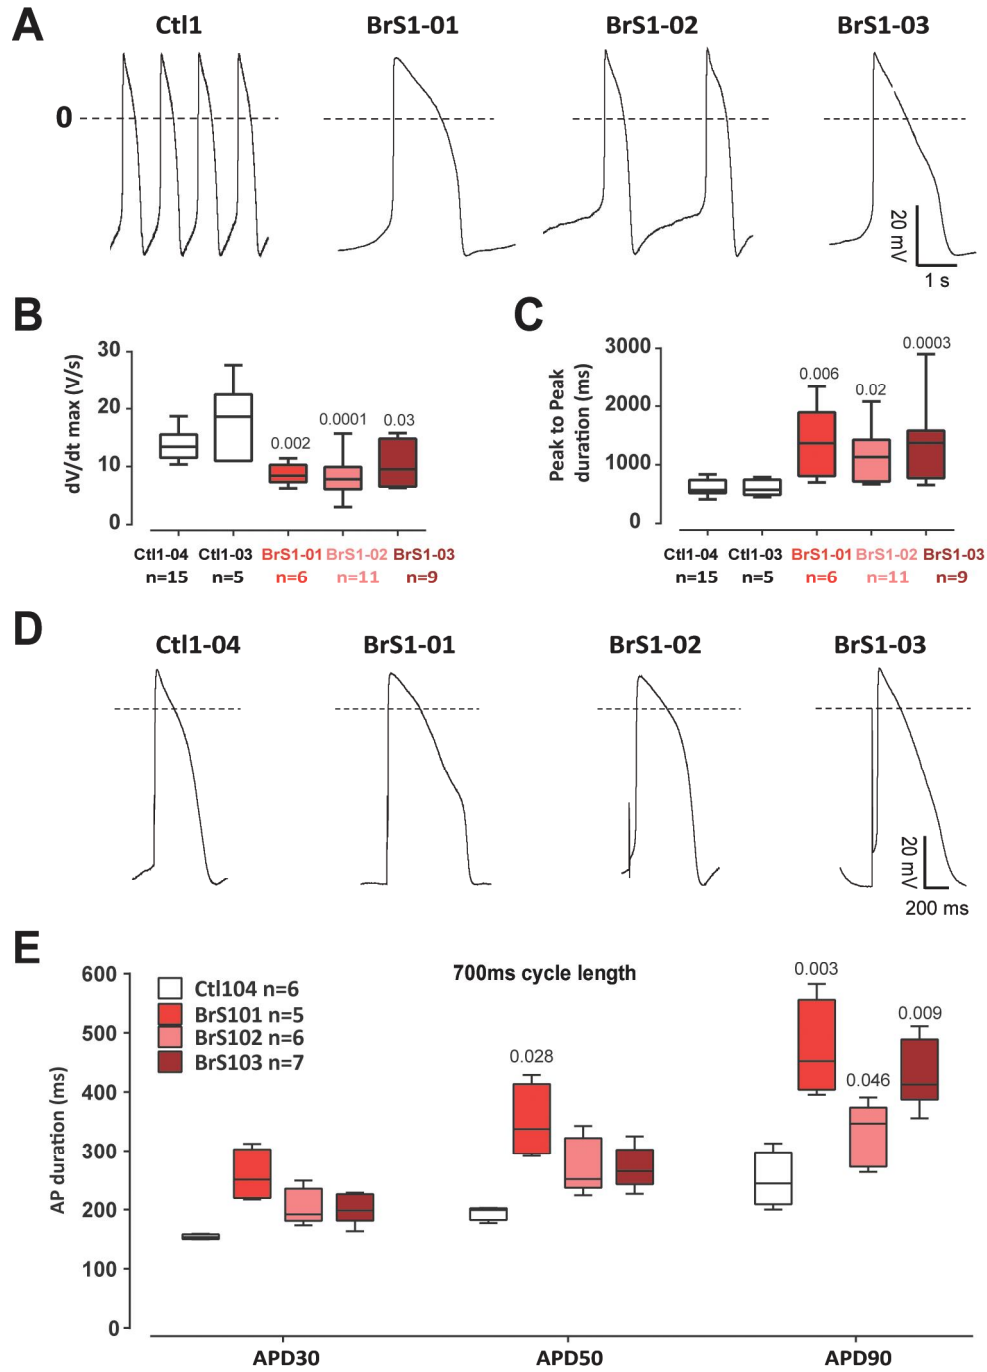 A
Ctl1 BrS1-01 BrS1-02 BrS1-03
0
20 mV
1 s
B
dV/dt max (V/s)
30
20
10
0
0.002 0.0001 0.03
Ctl1-04 Ctl1-03 BrS1-01 BrS1-02 BrS1-03
n=15 n=5 n=6 n=11 n=9
C
Peak to Peak
duration (ms)
3000
2000
1000
0
0.006 0.02 0.0003
Ctl1-04 Ctl1-03 BrS1-01 BrS1-02 BrS1-03
n=15 n=5 n=6 n=11 n=9
D
Ctl1-04 BrS1-01 BrS1-02 BrS1-03
20 mV
200 ms
E
700ms cycle length
AP duration (ms)
600
500
400
300
200
100
0
Ctl104 n=6
BrS101 n=5
BrS102 n=6
BrS103 n=7
0.028
0.003
0.046
0.009
APD30 APD50 APD90